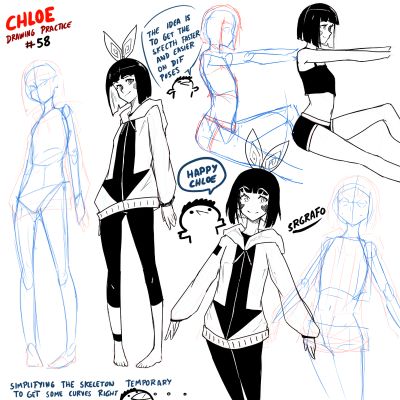 CHLOE
DRAWING PRACTICE
#58
THE IDEA IS
TO GET THE
SKECTH FASTER
AND EASIER
ON DIF
POSES
HAPPY
CHLOE
SRGRAFO
SIMPLIFYING THE SKELETON TEMPORARY
TO GET SOME CURVES RIGHT